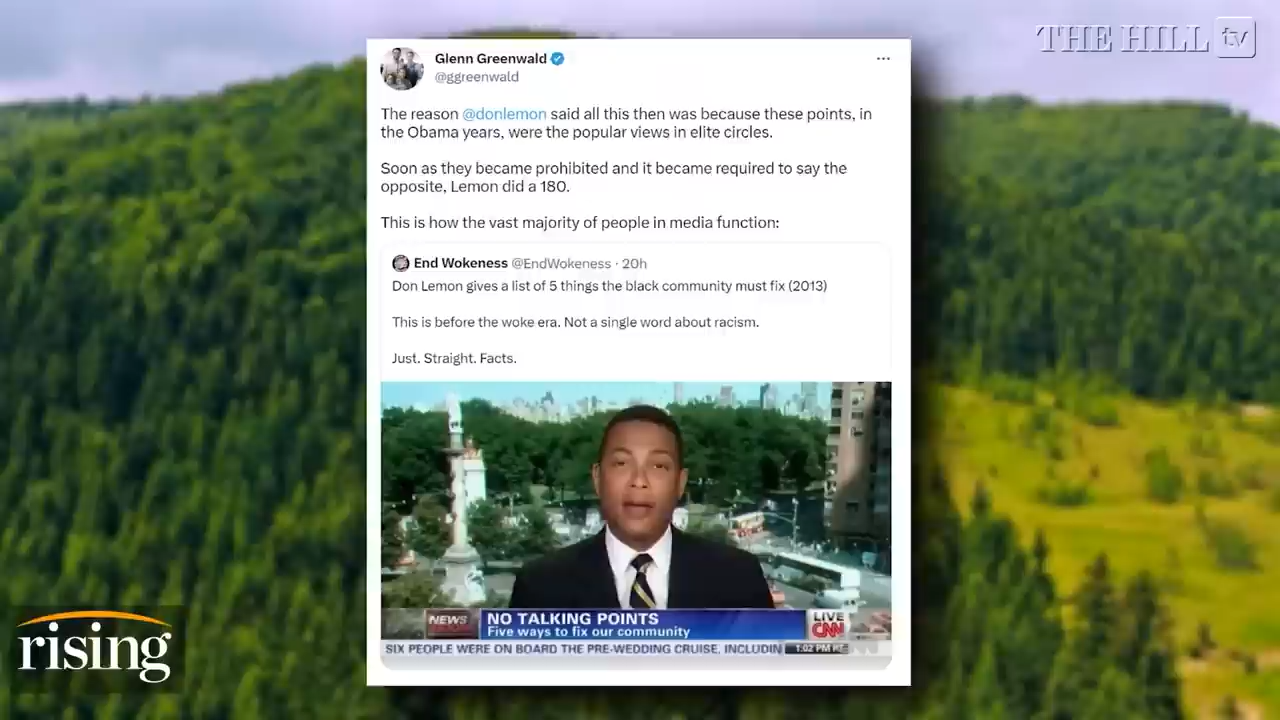 THE HILL tv
Glenn Greenwald
@ggreenwald
The reason @donlemon said all this then was because these points, in
the Obama years, were the popular views in elite circles.
Soon as they became prohibited and it became required to say the
opposite, Lemon did a 180.
This is how the vast majority of people in media function:
End Wokeness @EndWokeness · 20h
Don Lemon gives a list of 5 things the black community must fix (2013)
This is before the woke era. Not a single word about racism.
Just. Straight. Facts.
NEWS
NO TALKING POINTS
Five ways to fix our community
LIVE
CNN
SIX PEOPLE WERE ON BOARD THE PRE-WEDDING CRUISE, INCLUDIN
1:02 PM
rising